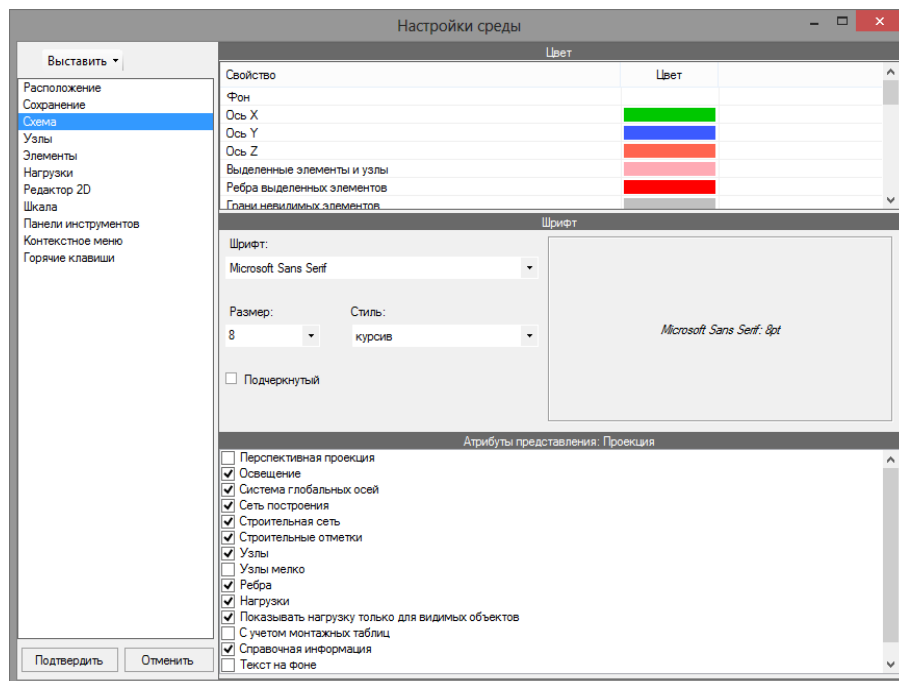 Настройки среды
Выставить
Расположение
Сохранение
Схема
Узлы
Элементы
Нагрузки
Редактор 2D
Шкала
Панели инструментов
Контекстное меню
Горячие клавиши
Подтвердить Отменить
Цвет
Свойство Цвет
Фон
Ось X
Ось Y
Ось Z
Выделенные элементы и узлы
Ребра выделенных элементов
Грани невидимых элементов
Шрифт
Шрифт:
Microsoft Sans Serif
Размер: Стиль:
8 курсив
Подчеркнутый
Microsoft Sans Serif: 8pt
Атрибуты представления: Проекция
Перспективная проекция
Освещение
Система глобальных осей
Сеть построения
Строительная сеть
Строительные отметки
Узлы
Узлы мелко
Ребра
Нагрузки
Показывать нагрузку только для видимых объектов
С учетом монтажных таблиц
Справочная информация
Текст на фоне